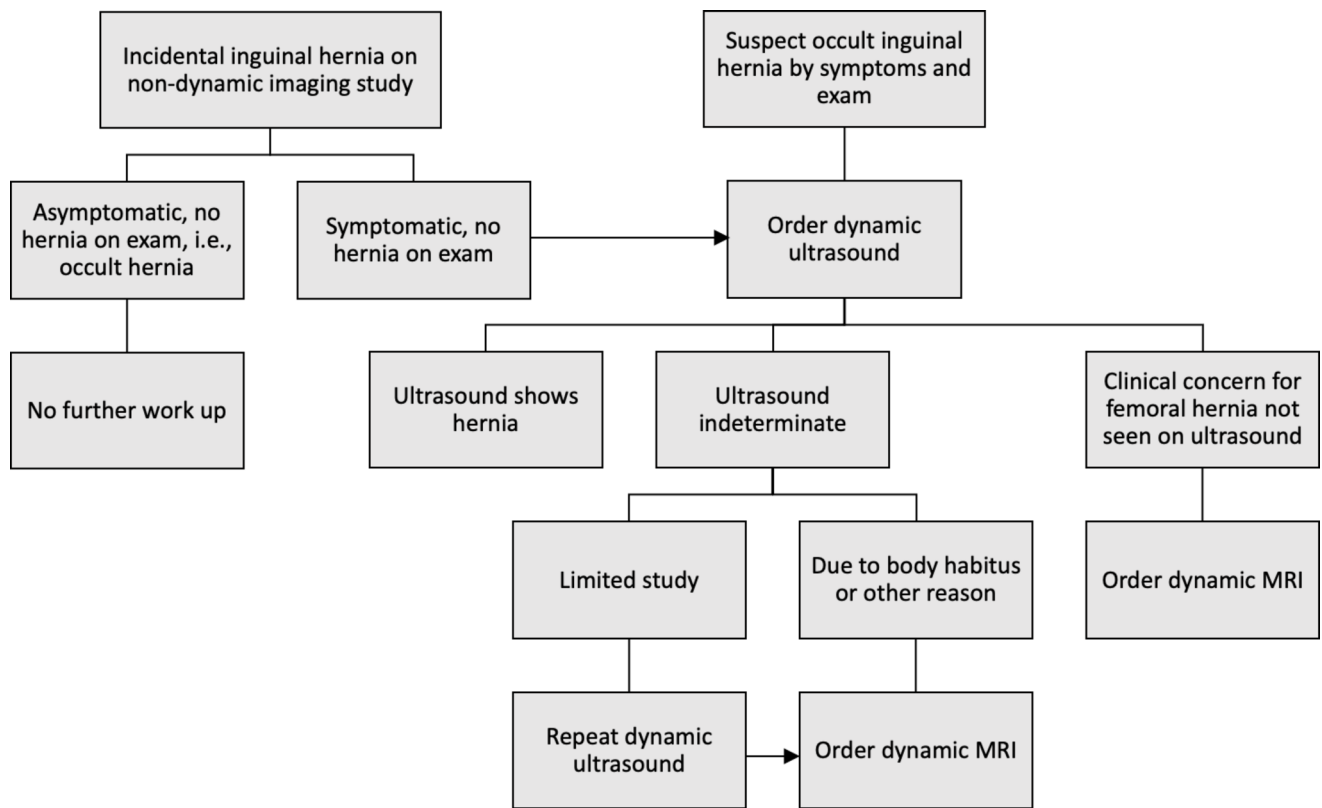 Incidental inguinal hernia on
non-dynamic imaging study
Suspect occult inguinal
hernia by symptoms and
exam
Asymptomatic, no
hernia on exam, i.e.,
occult hernia
Symptomatic, no
hernia on exam
Order dynamic
ultrasound
No further work up
Ultrasound shows
hernia
Ultrasound
indeterminate
Clinical concern for
femoral hernia not
seen on ultrasound
Limited study
Due to body habitus
or other reason
Order dynamic MRI
Repeat dynamic
ultrasound
Order dynamic MRI